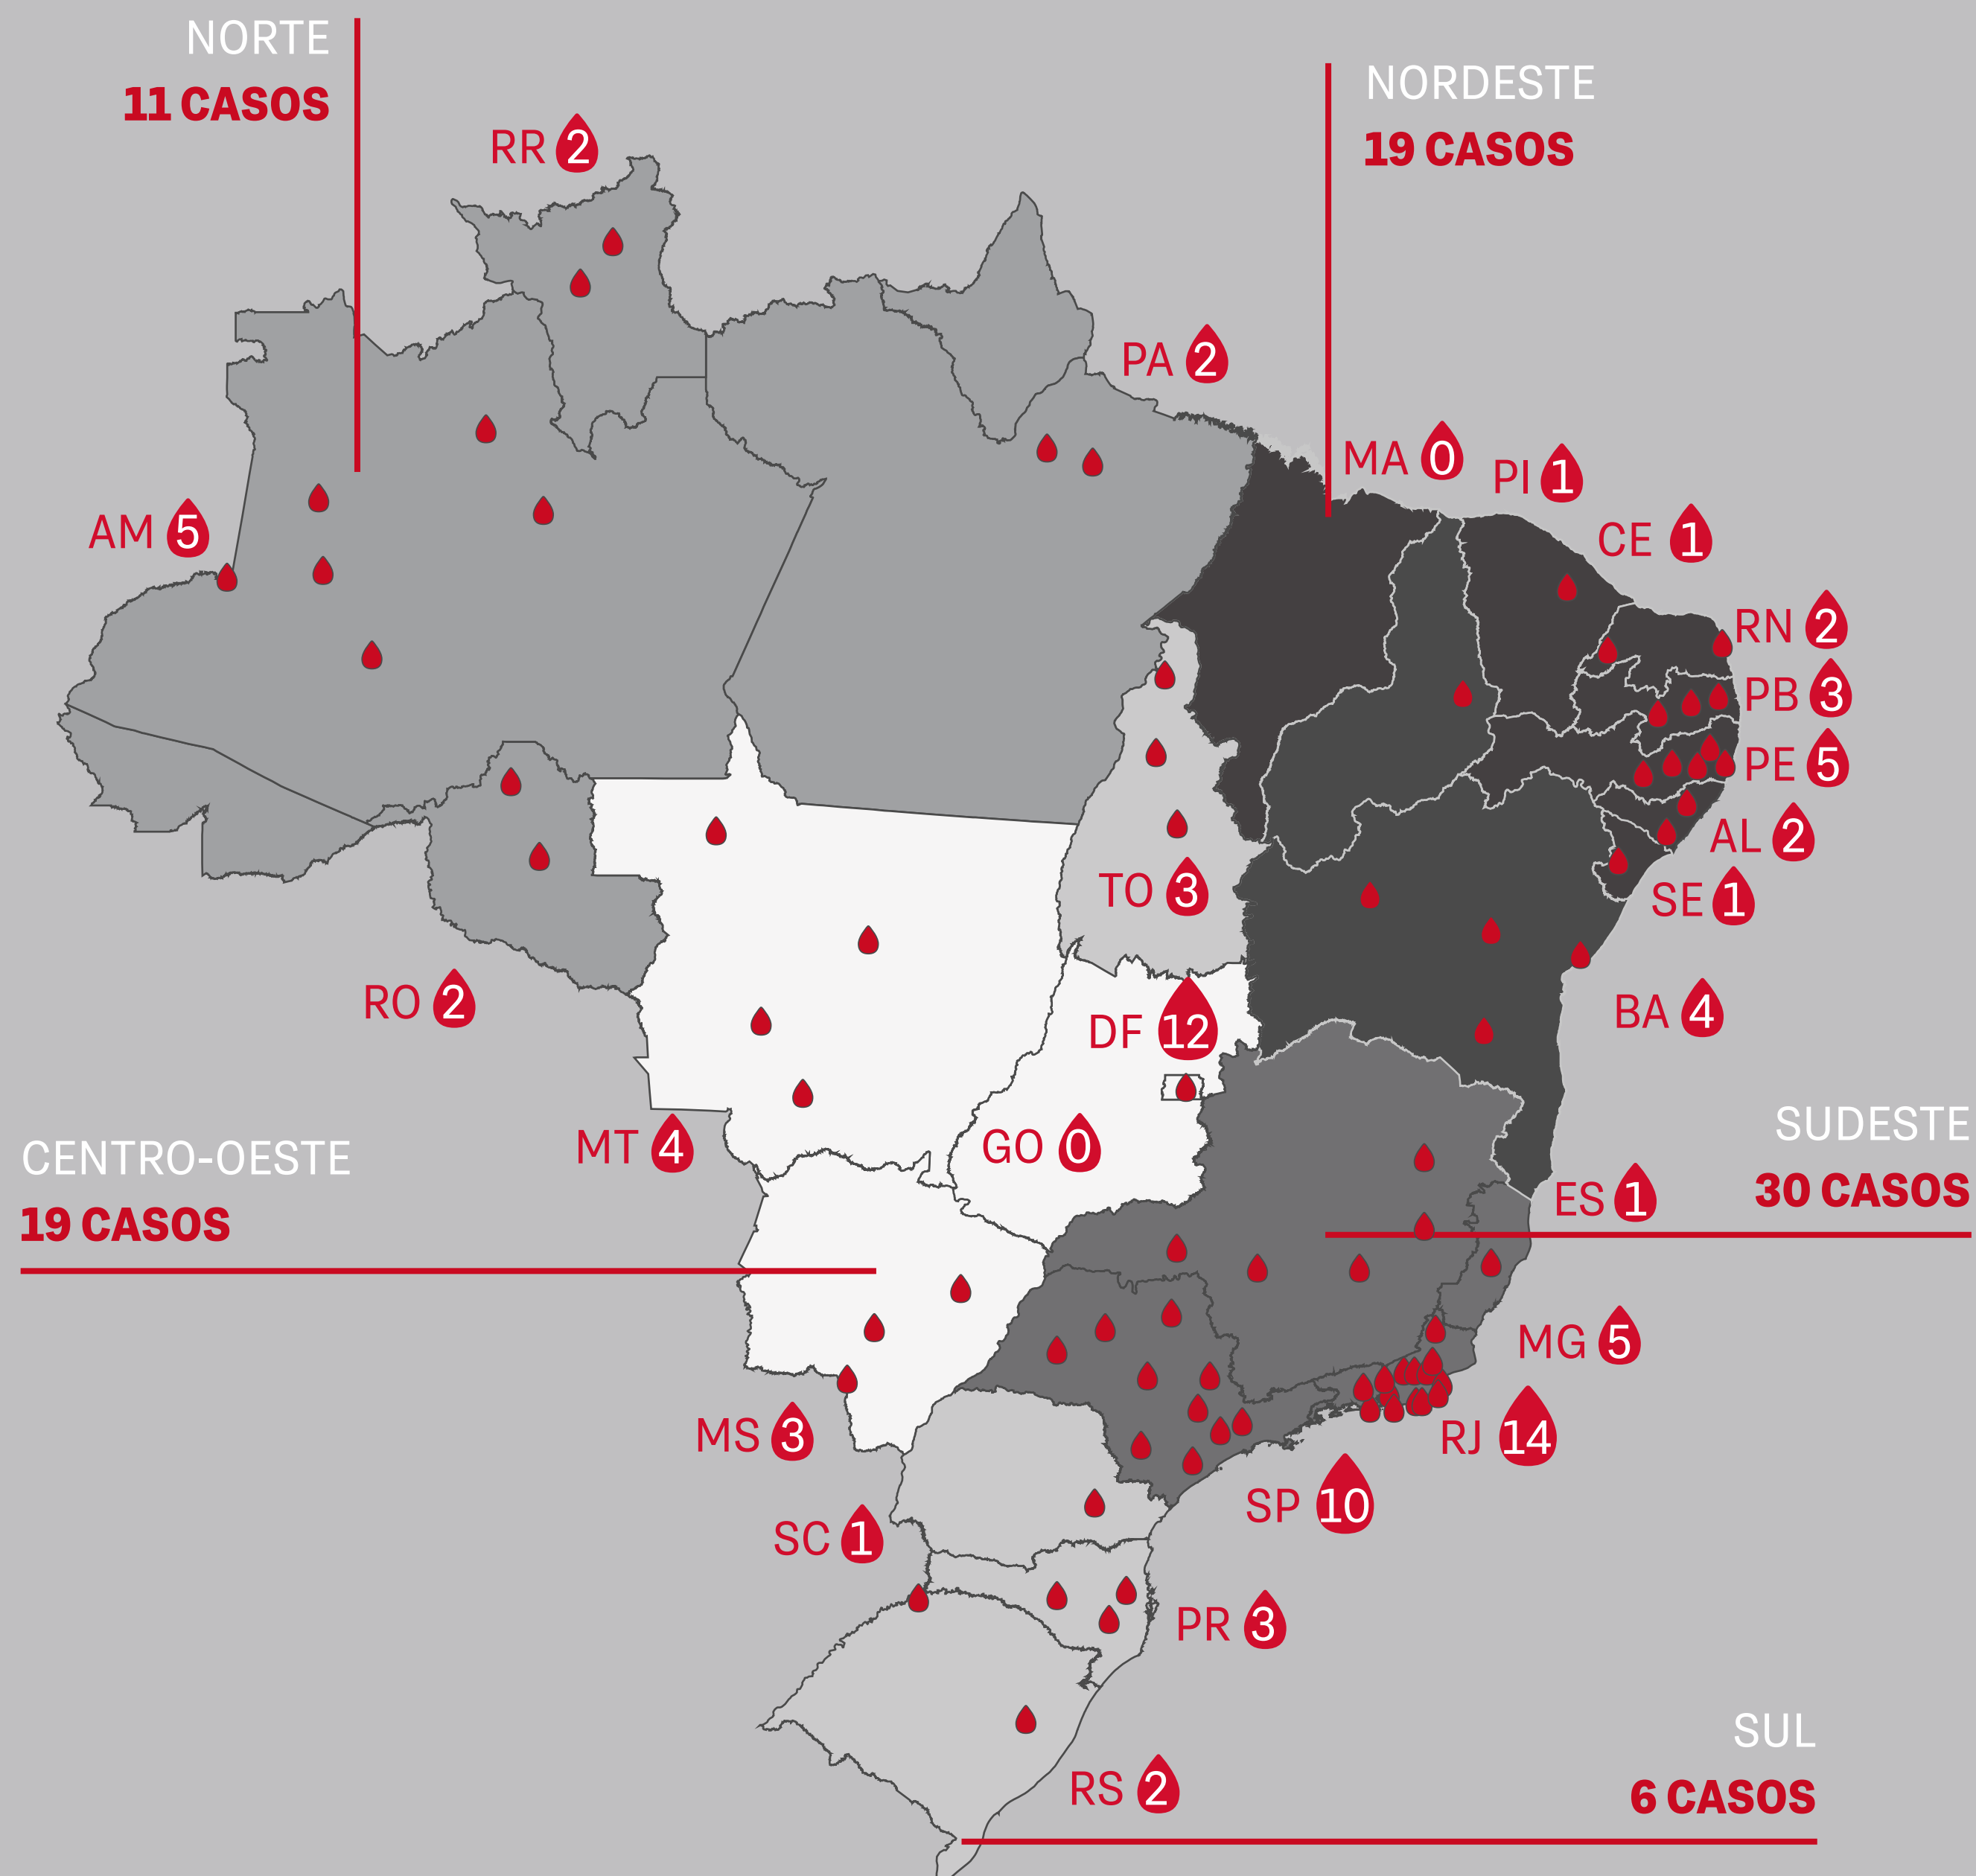 NORTE
11 CASOS
NORDESTE
19 CASOS
RR 2
PA 2
MA 0
PI 1
CE 1
AM 5
RN 2
PB 3
PE 5
AL 2
TO 3
SE 1
RO 2
BA 4
DF 12
MT 4
GO 0
CENTRO-OESTE
19 CASOS
SUDESTE
30 CASOS
ES 1
MG 5
MS 3
RJ 14
SP 10
SC 1
PR 3
RS 2
SUL
6 CASOS